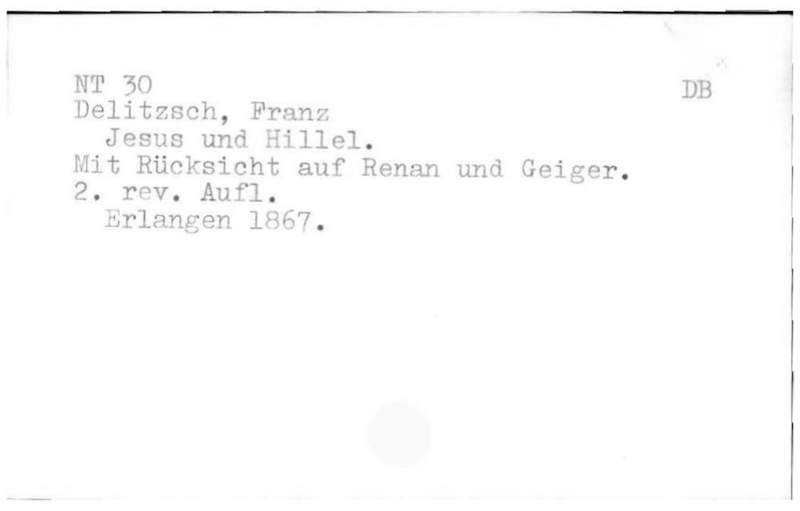 NT 30 DB
Delitzsch, Franz
Jesus und Hillel.
Mit Rücksicht auf Renan und Geiger.
2. rev. Aufl.
Erlangen 1867.